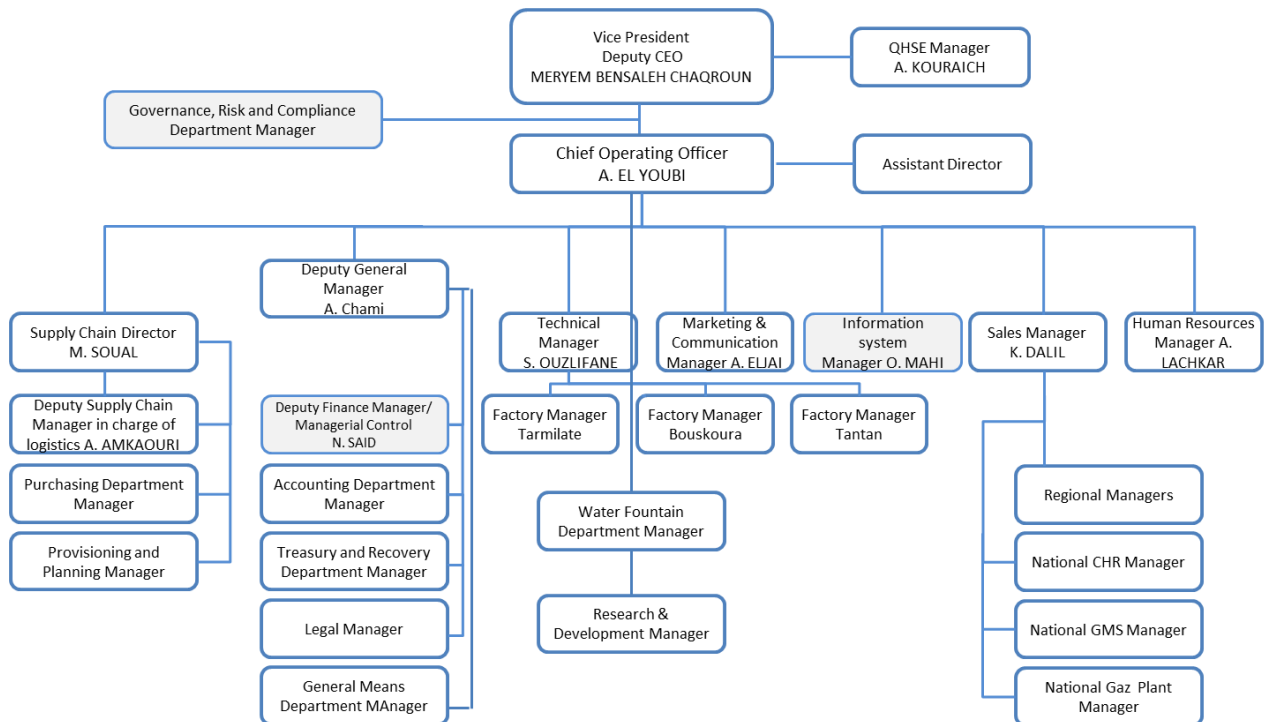 Vice President
Deputy CEO
MERYEM BENSALEH CHAQROUN
QHSE Manager
A. KOURAICH
Governance, Risk and Compliance
Department Manager
Chief Operating Officer
A. EL YOUBI
Assistant Director
Deputy General
Manager
A. Chami
Supply Chain Director
M. SOUAL
Technical
Manager
S. OUZLIFANE
Marketing &
Communication
Manager A. ELJAI
Information
system
Manager O. MAHI
Sales Manager
K. DALIL
Human Resources
Manager A.
LACHKAR
Deputy Supply Chain
Manager in charge of
logistics A. AMKAOURI
Deputy Finance Manager/
Managerial Control
N. SAID
Factory Manager
Tarmilate
Factory Manager
Bouskoura
Factory Manager
Tantan
Purchasing Department
Manager
Accounting Department
Manager
Water Fountain
Department Manager
Regional Managers
Provisioning and
Planning Manager
Treasury and Recovery
Department Manager
National CHR Manager
Legal Manager
Research &
Development Manager
National GMS Manager
General Means
Department MAnager
National Gaz Plant
Manager